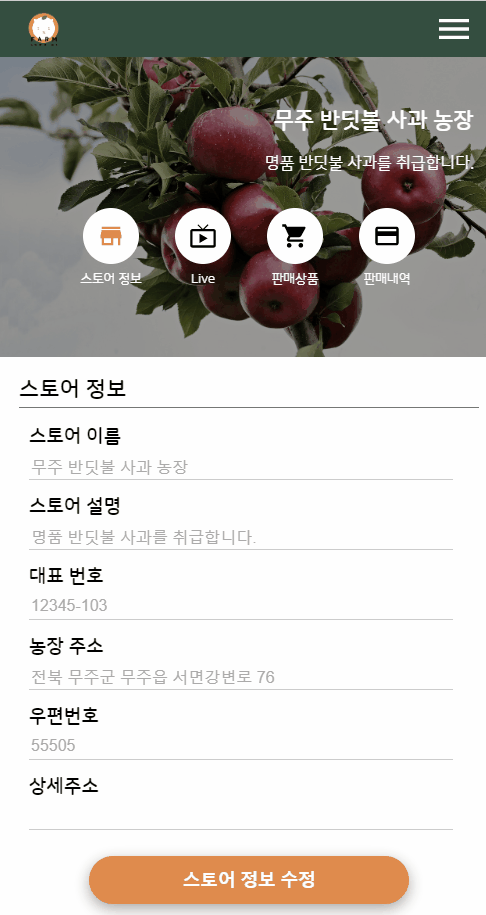 FARM
무주 반딧불 사과 농장
명품 반딧불 사과를 취급합니다.
스토어 정보
Live
판매상품
판매내역
스토어 정보
스토어 이름
무주 반딧불 사과 농장
스토어 설명
명품 반딧불 사과를 취급합니다.
대표 번호
12345-103
농장 주소
전북 무주군 무주읍 서면강변로 76
우편번호
55505
상세주소
스토어 정보 수정